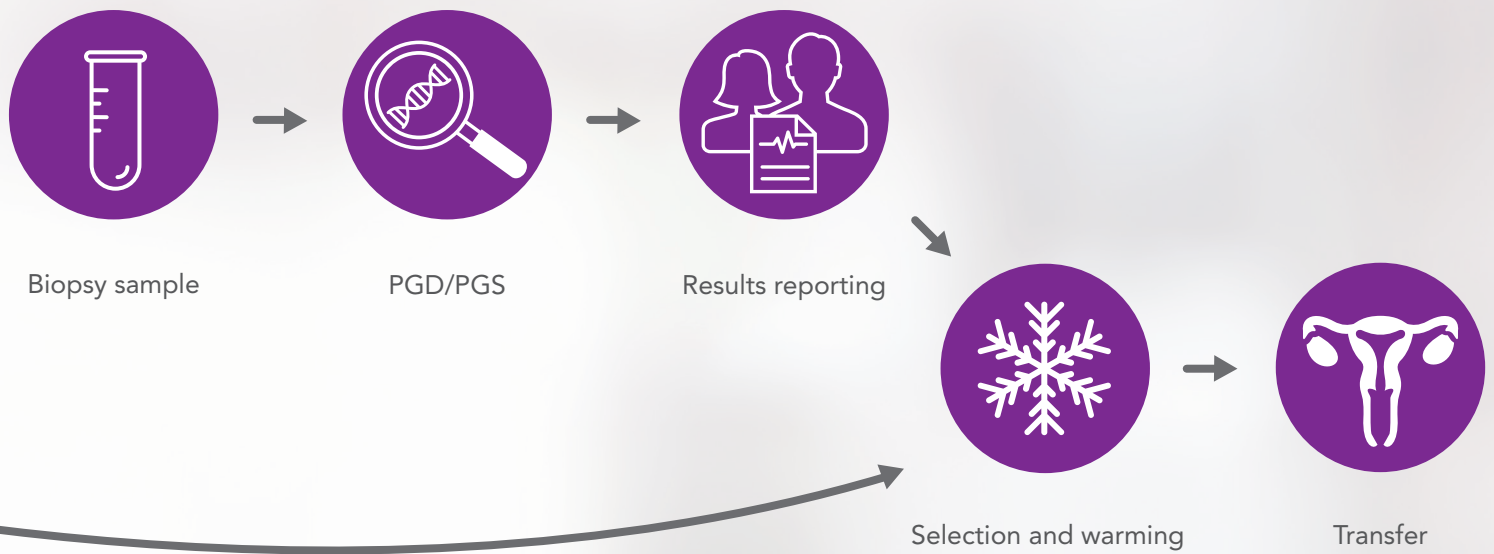 Biopsy sample
PGD/PGS
Results reporting
Selection and warming
Transfer